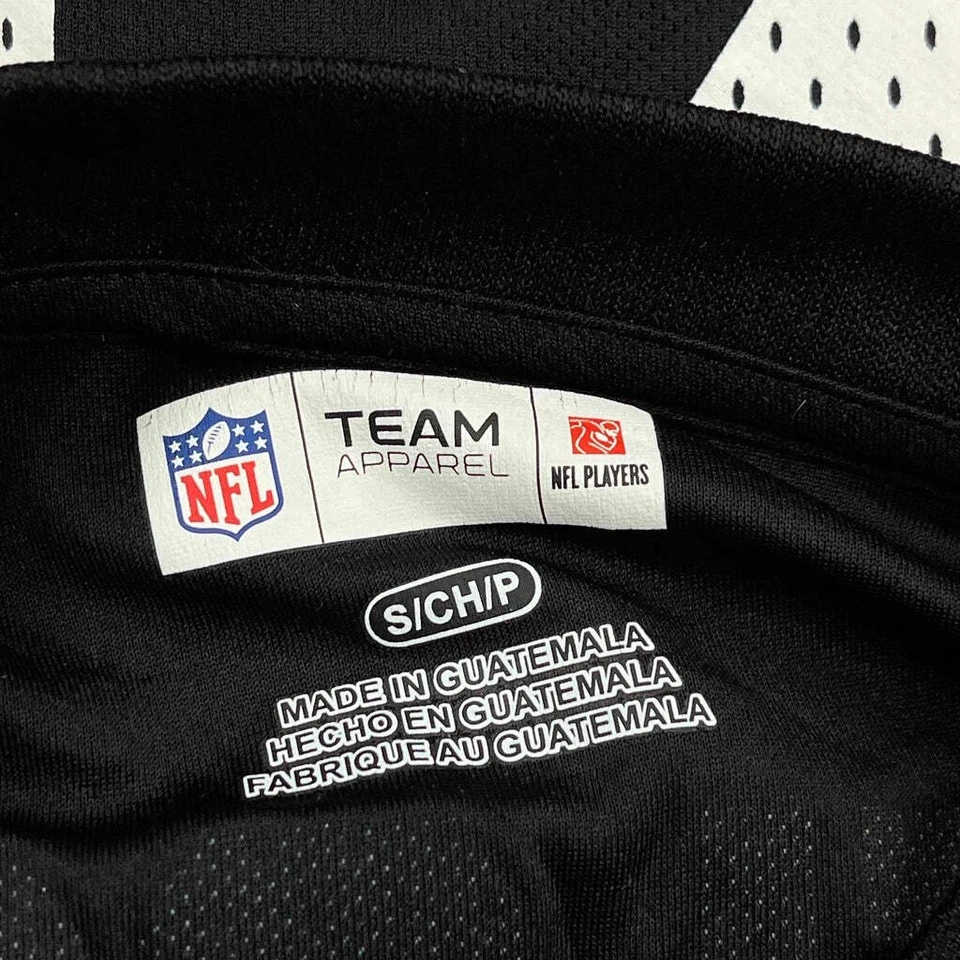 NFL
TEAM
APPAREL
NFL PLAYERS
S/CH/P
MADE IN GUATEMALA
HECHO EN GUATEMALA
FABRIQUE AU GUATEMALA